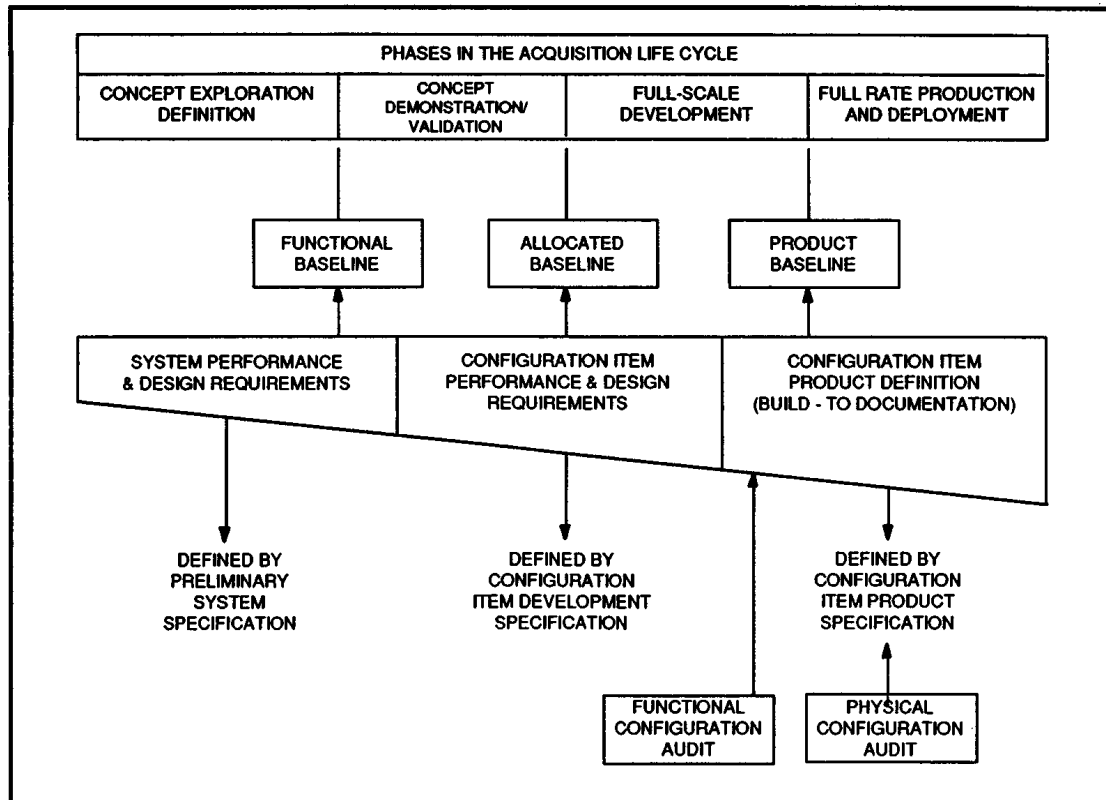 PHASES IN THE ACQUISITION LIFE CYCLE
CONCEPT EXPLORATION
DEFINITION
CONCEPT
DEMONSTRATION/
VALIDATION
FULL-SCALE
DEVELOPMENT
FULL RATE PRODUCTION
AND DEPLOYMENT
FUNCTIONAL
BASELINE
ALLOCATED
BASELINE
PRODUCT
BASELINE
SYSTEM PERFORMANCE
& DESIGN REQUIREMENTS
CONFIGURATION ITEM
PERFORMANCE & DESIGN
REQUIREMENTS
CONFIGURATION ITEM
PRODUCT DEFINITION
(BUILD - TO DOCUMENTATION)
DEFINED BY
PRELIMINARY
SYSTEM
SPECIFICATION
DEFINED BY
CONFIGURATION
ITEM DEVELOPMENT
SPECIFICATION
DEFINED BY
CONFIGURATION
ITEM PRODUCT
SPECIFICATION
FUNCTIONAL
CONFIGURATION
AUDIT
PHYSICAL
CONFIGURATION
AUDIT